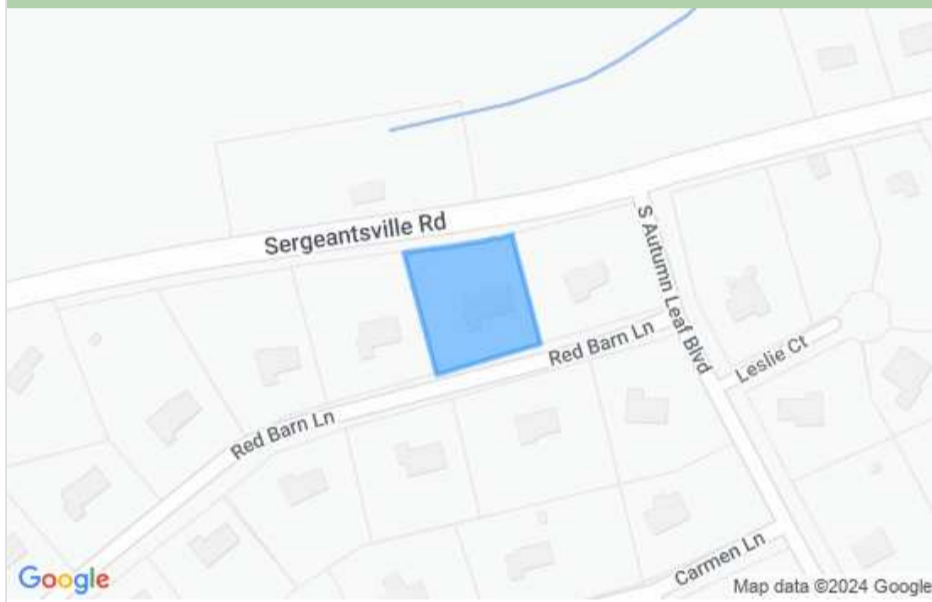 Sergeantsville Rd
S Autumn Leaf Blvd
Red Barn Ln
Leslie Ct
Red Barn Ln
Carmen Ln
Google
Map data ©2024 Google